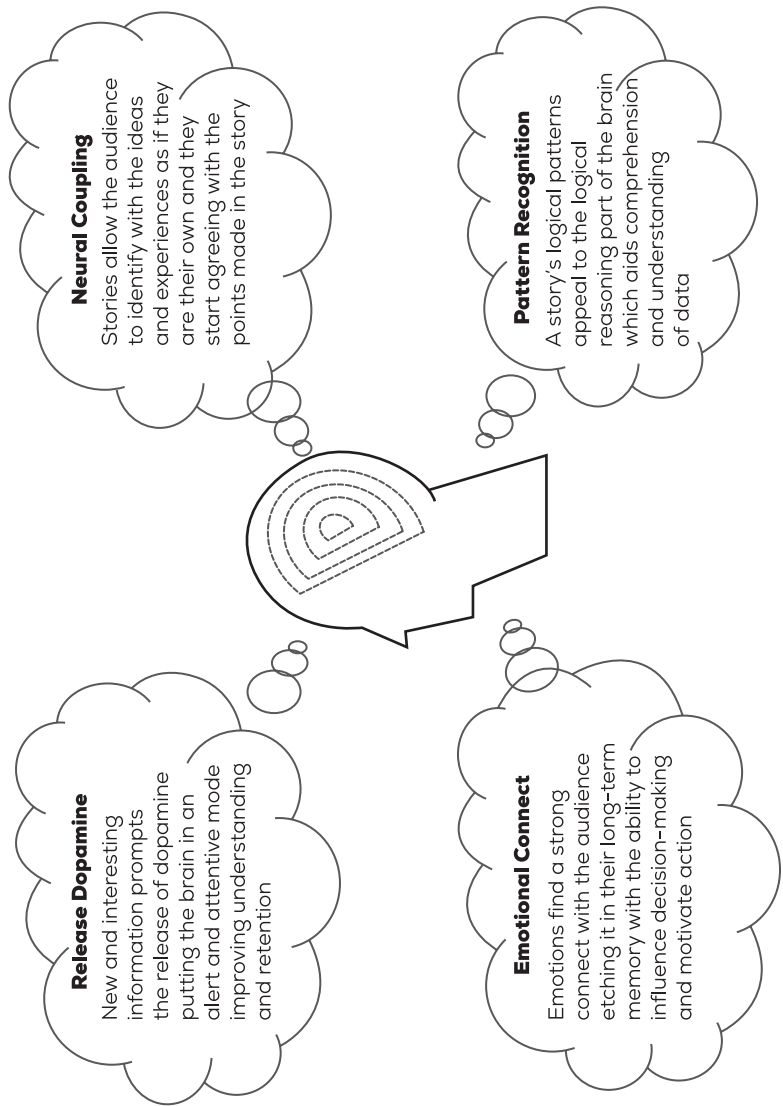 Release Dopamine
New and interesting
information prompts
the release of dopamine
putting the brain in an
alert and attentive mode
improving understanding
and retention
Neural Coupling
Stories allow the audience
to identify with the ideas
and experiences as if they
are their own and they
start agreeing with the
points made in the story
Emotional Connect
Emotions find a strong
connect with the audience
etching it in their long-term
memory with the ability to
influence decision-making
and motivate action
Pattern Recognition
A story's logical patterns
appeal to the logical
reasoning part of the brain
which aids comprehension
and understanding
of data